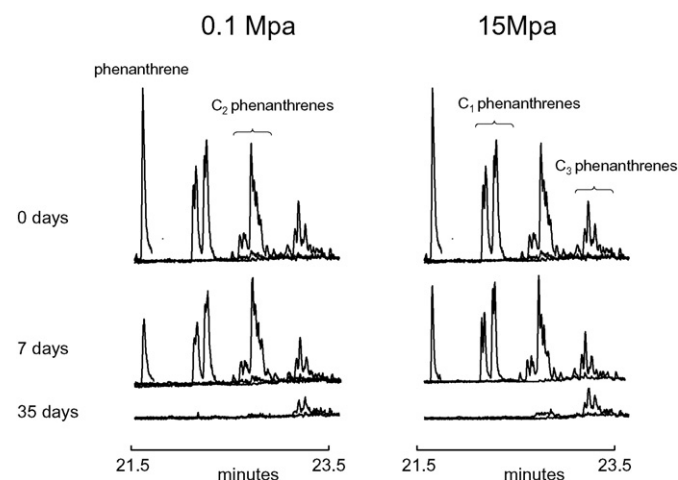 0.1 Mpa
15Mpa
phenanthrene
C₂ phenanthrenes
C₁ phenanthrenes
C₃ phenanthrenes
0 days
7 days
35 days
21.5 minutes 23.5
21.5 minutes 23.5